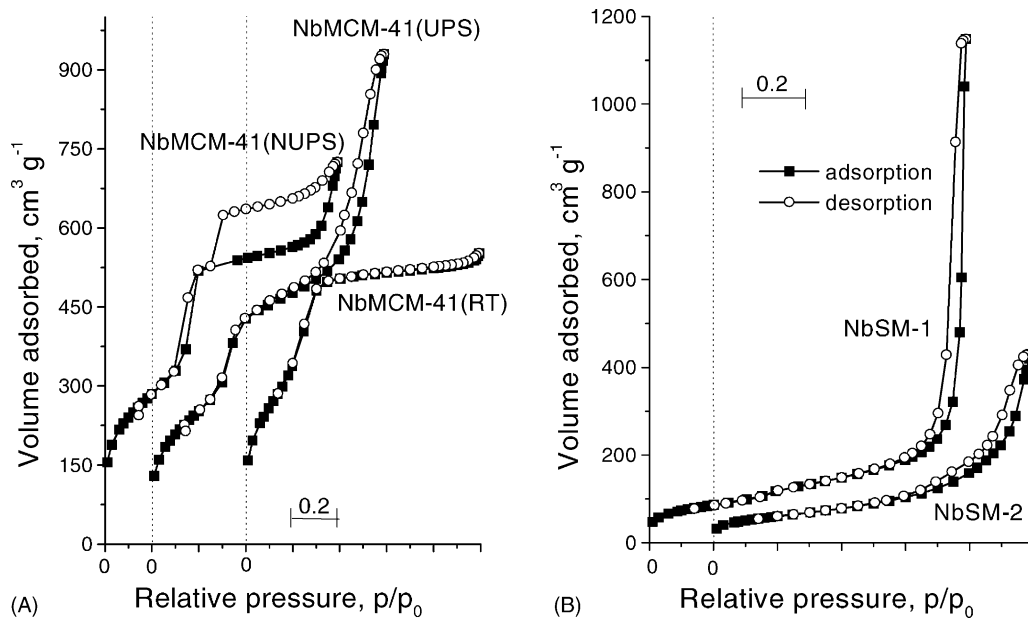 NbMCM-41(UPS)
NbMCM-41(NUPS)
NbMCM-41(RT)
Volume adsorbed, cm³ g⁻¹
900
750
600
450
300
150
0
0.2
0 0 0
Relative pressure, p/p₀
(A)
Volume adsorbed, cm³ g⁻¹
1200
1000
800
600
400
200
0
0.2
adsorption
desorption
NbSM-1
NbSM-2
0 0
Relative pressure, p/p₀
(B)